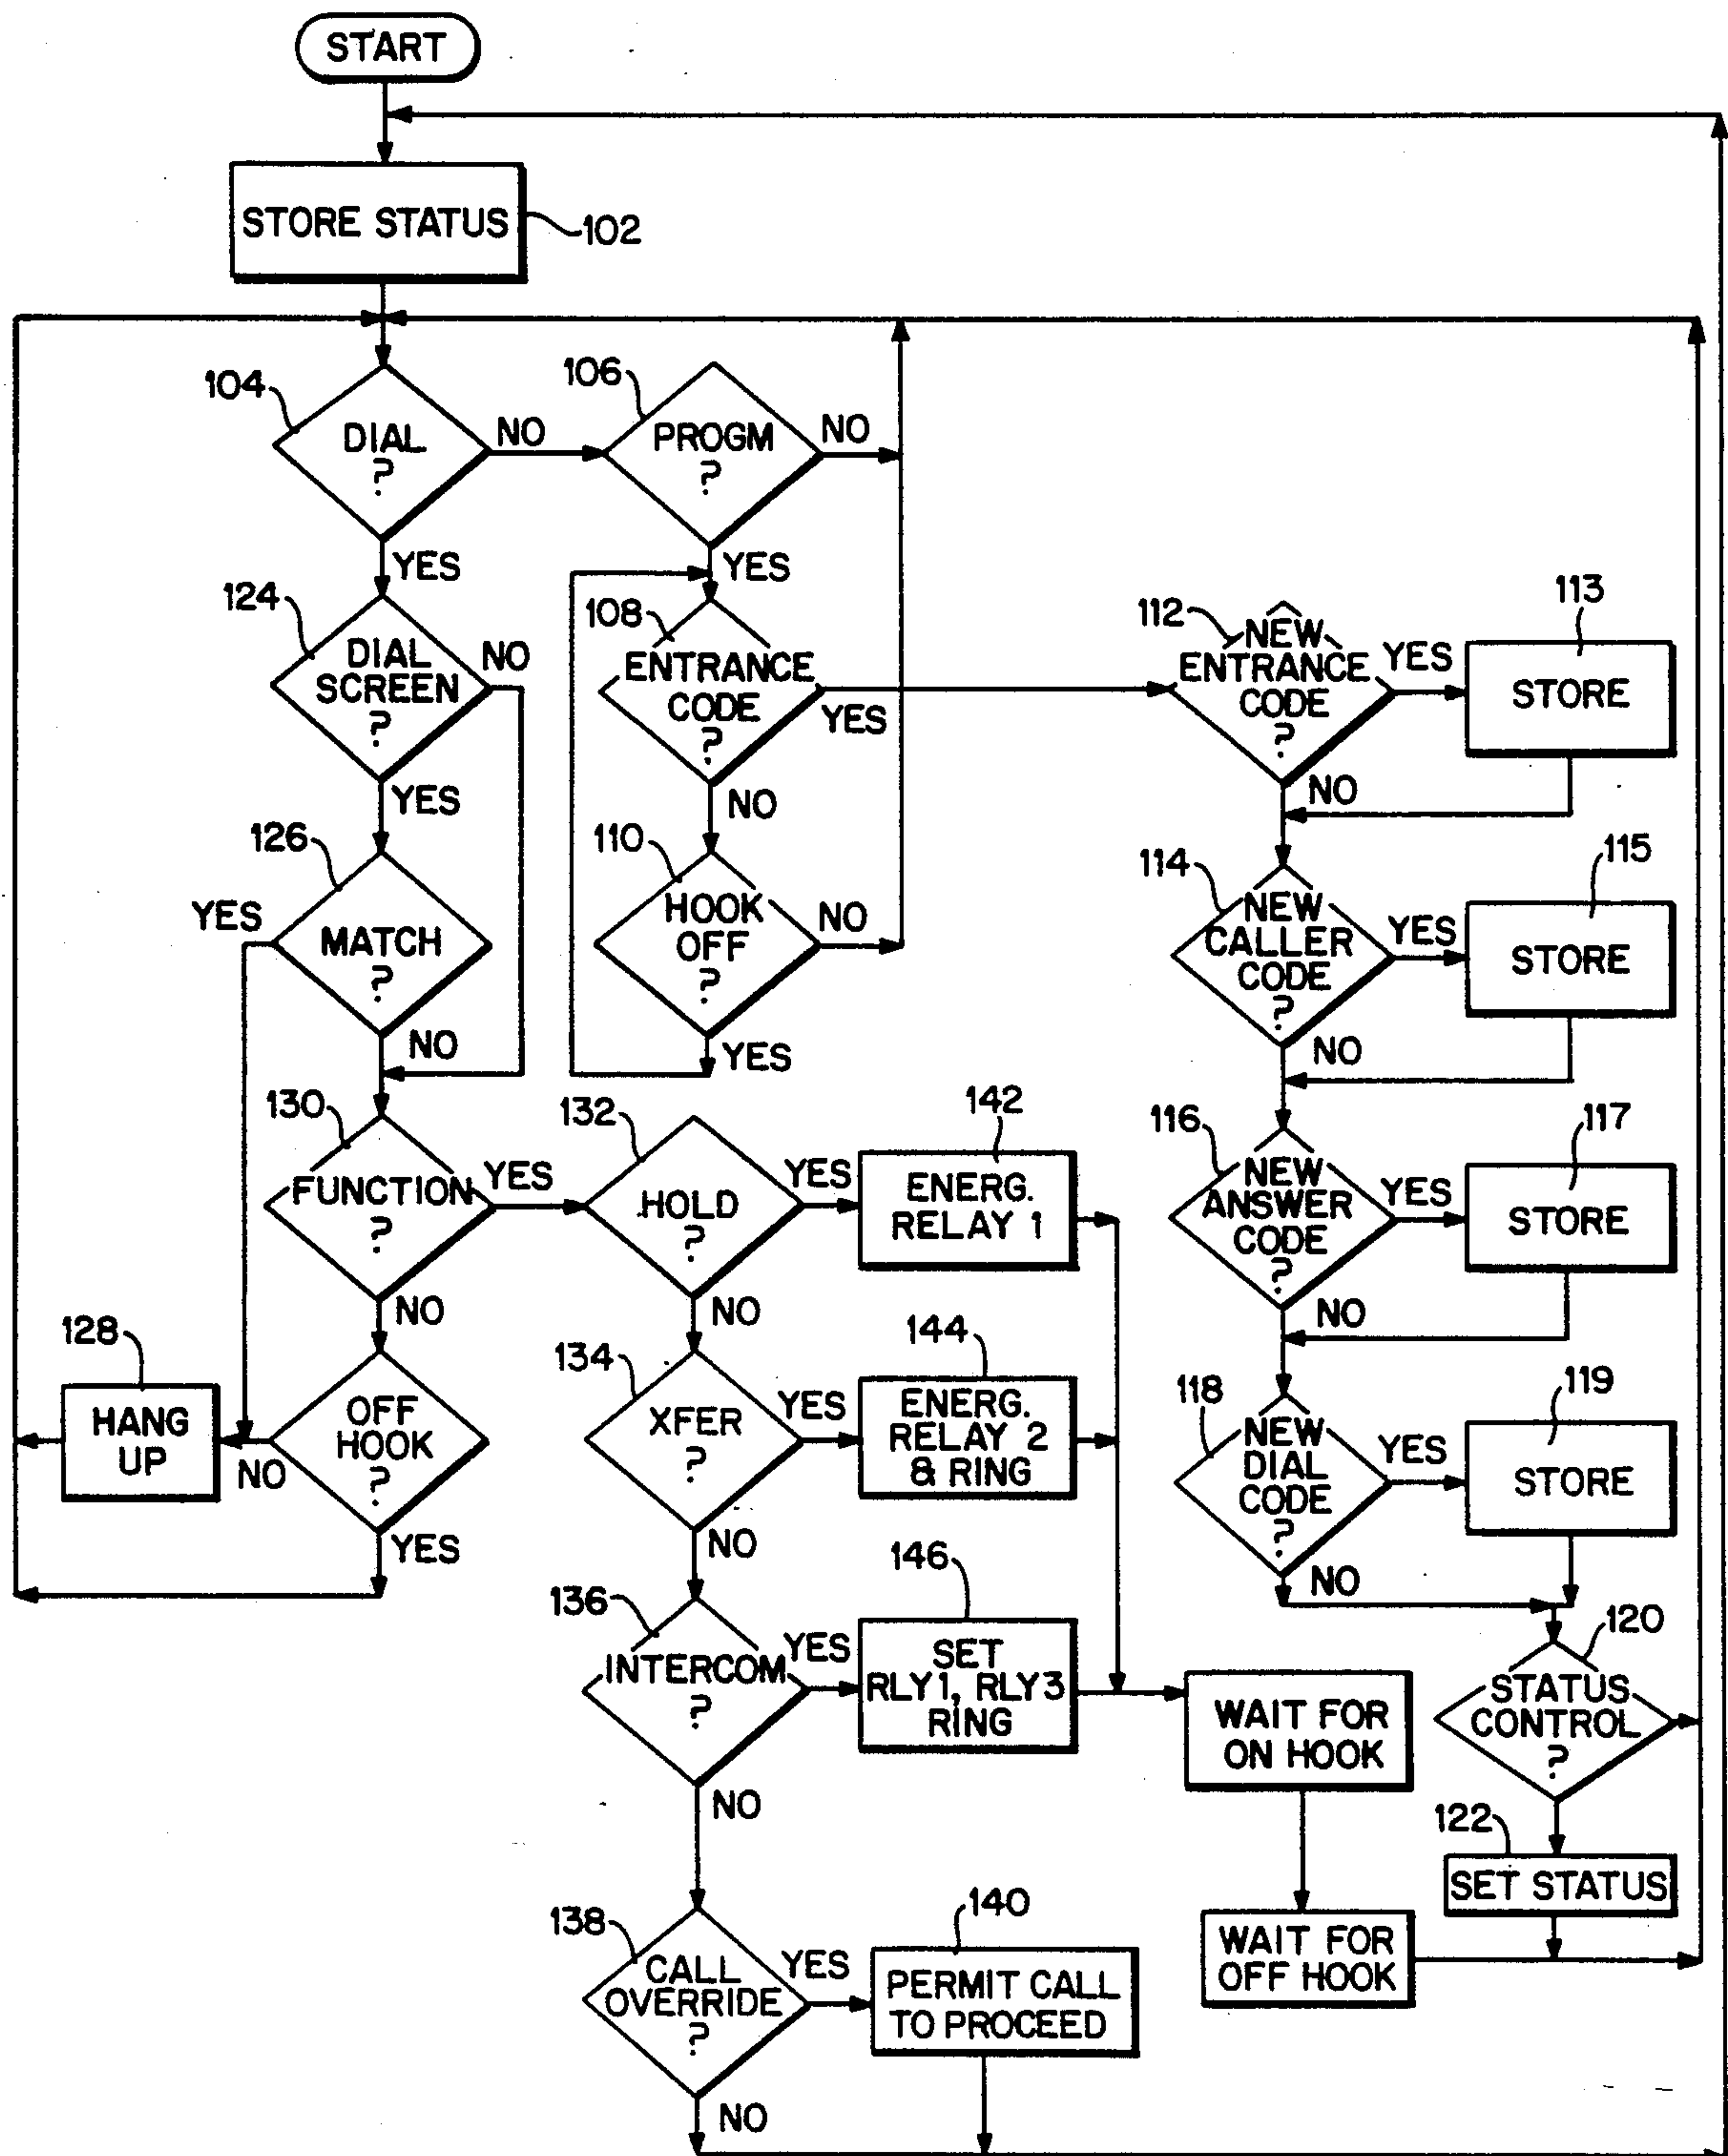 START
STORE STATUS
102
104
DIAL
?
NO
YES
106
PROGM
?
NO
YES
124
DIAL
SCREEN
?
NO
YES
108
ENTRANCE
CODE
?
YES
NO
112
NEW
ENTRANCE
CODE
?
YES
NO
113
STORE
126
MATCH
?
YES
NO
110
HOOK
OFF
?
NO
YES
114
NEW
CALLER
CODE
?
YES
NO
115
STORE
130
FUNCTION
?
YES
NO
132
HOLD
?
YES
NO
142
ENERG.
RELAY 1
116
NEW
ANSWER
CODE
?
YES
NO
117
STORE
128
HANG
UP
OFF
HOOK
?
NO
YES
134
XFER
?
YES
NO
144
ENERG.
RELAY 2
& RING
118
NEW
DIAL
CODE
?
YES
NO
119
STORE
136
INTERCOM
?
YES
NO
146
SET
RLY1, RLY3
RING
WAIT FOR
ON HOOK
120
STATUS
CONTROL
?
122
SET STATUS
WAIT FOR
OFF HOOK
138
CALL
OVERRIDE
?
YES
NO
140
PERMIT CALL
TO PROCEED